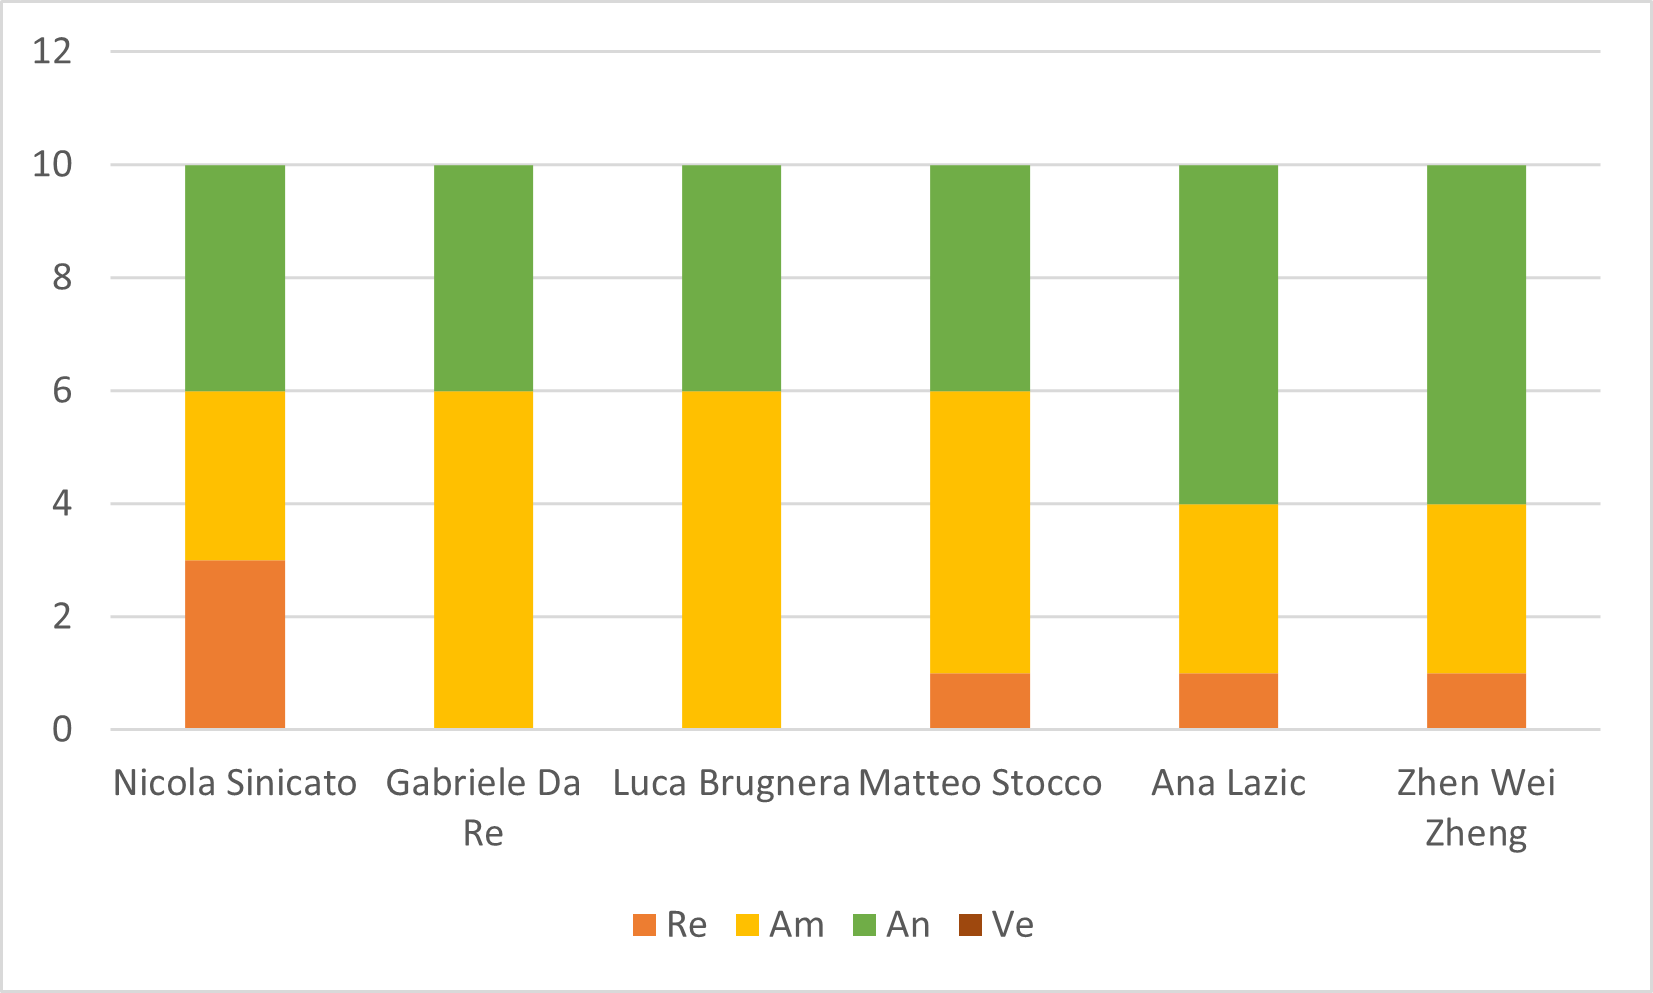 12
10
8
6
4
2
0
Nicola Sinicato
Gabriele Da
Re
Luca Brugnera
Matteo Stocco
Ana Lazic
Zhen Wei
Zheng
Re
Am
An
Ve